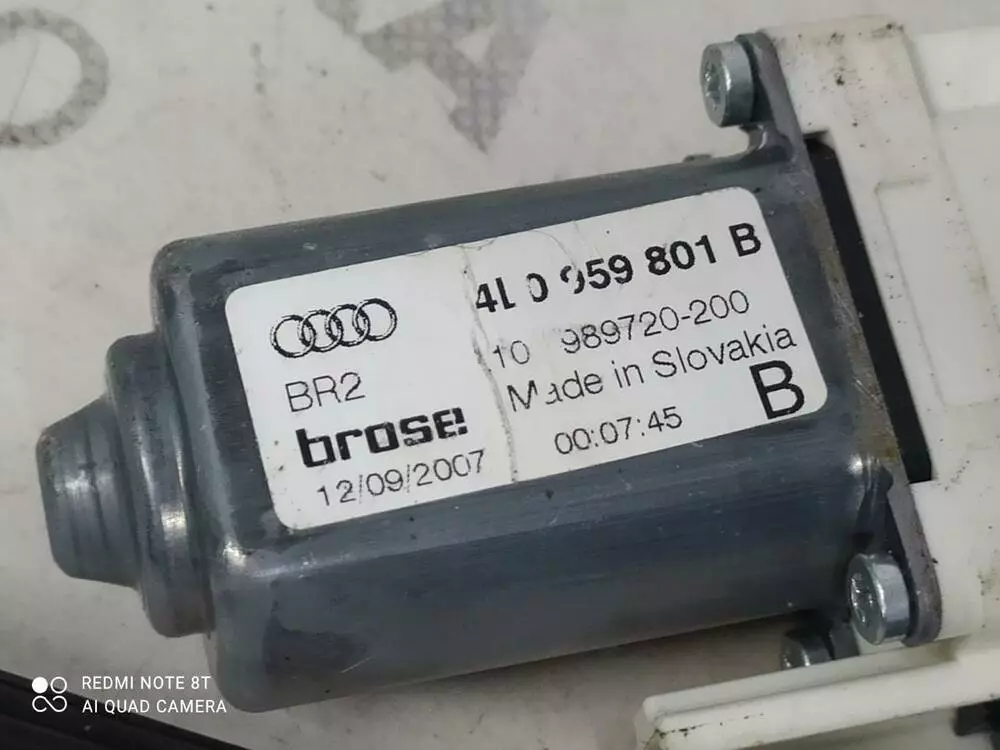 4L0 959 801 B
989720-200
Made in Slovakia
BR2
B
brose
00:07:45
12/09/2007
REDMI NOTE 8T
AI QUAD CAMERA